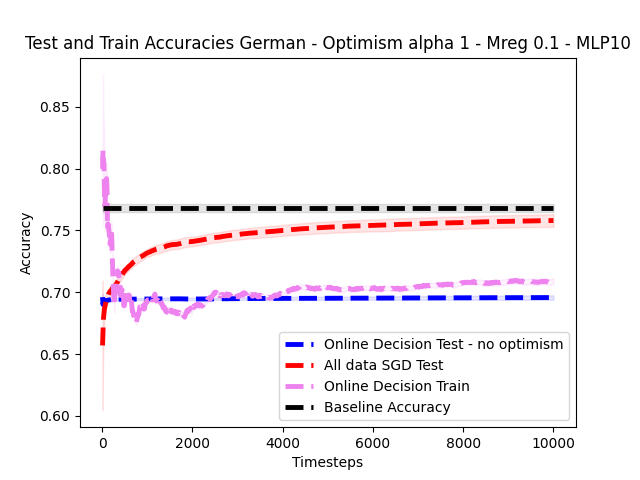 Test and Train Accuracies German - Optimism alpha 1 - Mreg 0.1 - MLP10
0.85
0.80
0.75
0.70
0.65
0.60
Accuracy
Online Decision Test - no optimism
All data SGD Test
Online Decision Train
Baseline Accuracy
0 2000 4000 6000 8000 10000
Timesteps